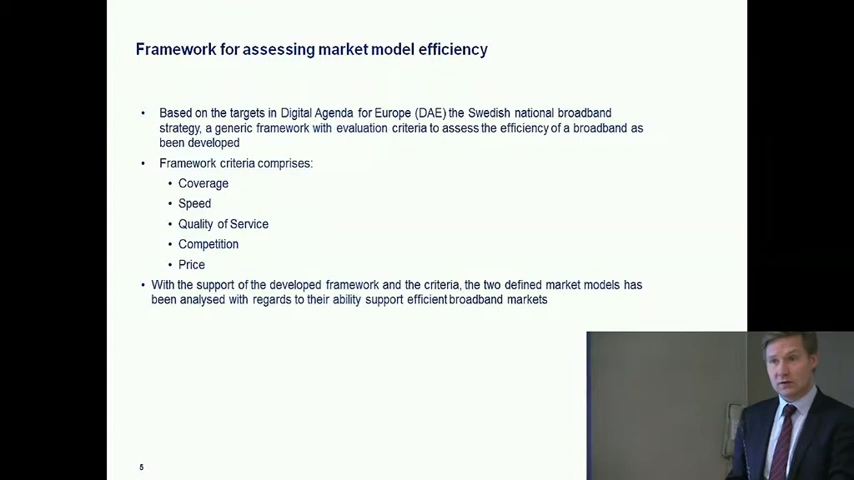 Framework for assessing market model efficiency
• Based on the targets in Digital Agenda for Europe (DAE) the Swedish national broadband
strategy, a generic framework with evaluation criteria to assess the efficiency of a broadband as
been developed
• Framework criteria comprises:
• Coverage
• Speed
• Quality of Service
• Competition
• Price
• With the support of the developed framework and the criteria, the two defined market models has
been analysed with regards to their ability support efficient broadband markets
5